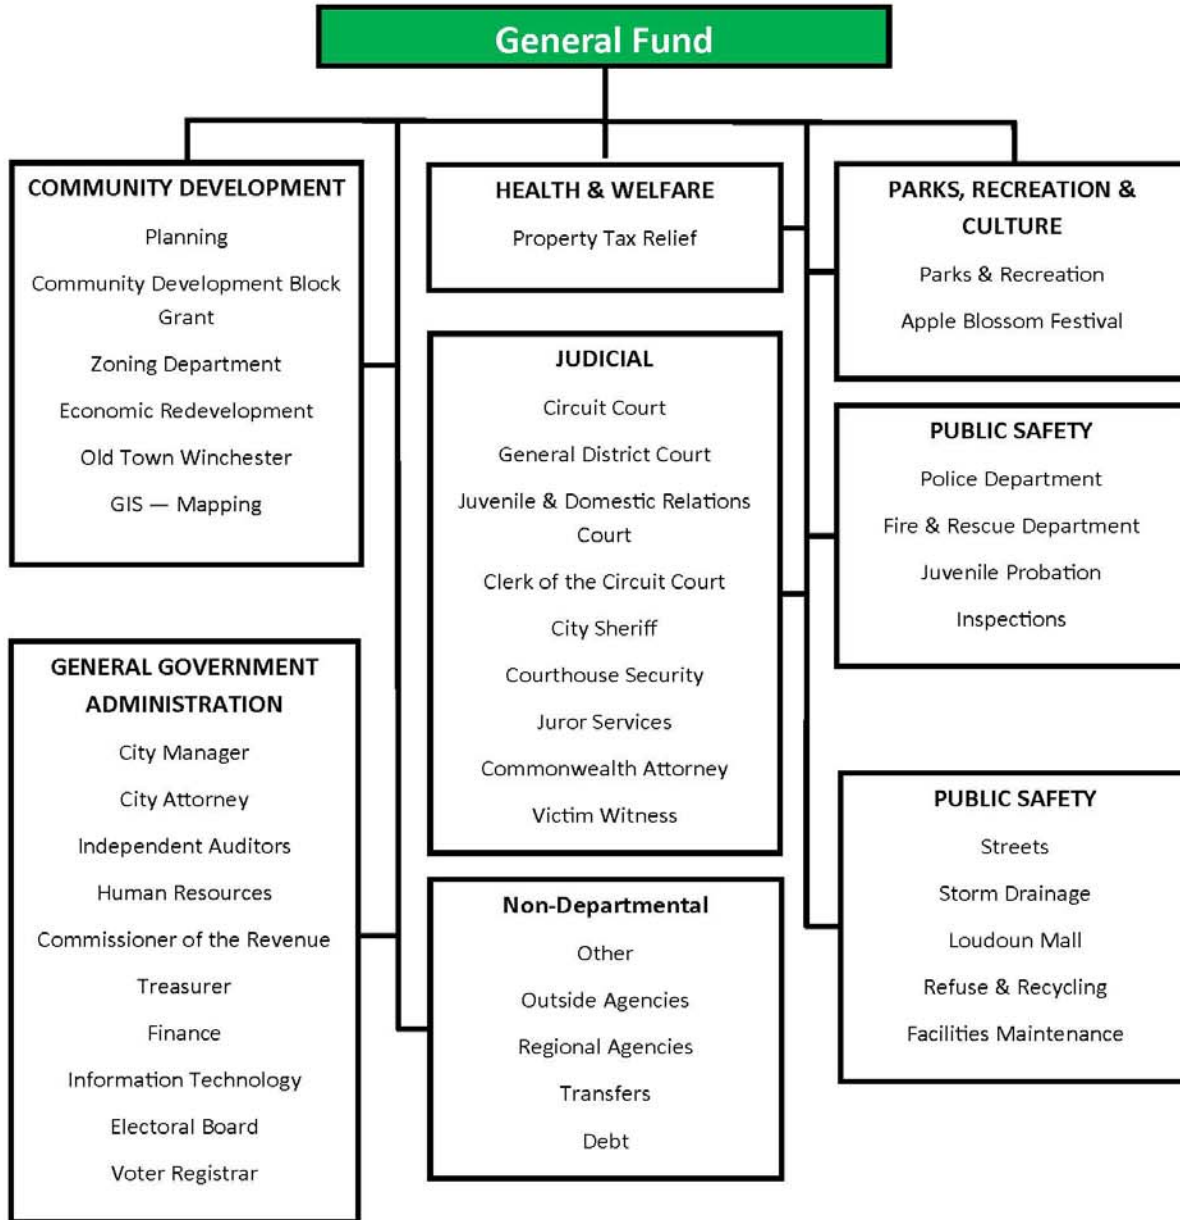 General Fund
COMMUNITY DEVELOPMENT
Planning
Community Development Block
Grant
Zoning Department
Economic Redevelopment
Old Town Winchester
GIS — Mapping
GENERAL GOVERNMENT
ADMINISTRATION
City Manager
City Attorney
Independent Auditors
Human Resources
Commissioner of the Revenue
Treasurer
Finance
Information Technology
Electoral Board
Voter Registrar
HEALTH & WELFARE
Property Tax Relief
JUDICIAL
Circuit Court
General District Court
Juvenile & Domestic Relations
Court
Clerk of the Circuit Court
City Sheriff
Courthouse Security
Juror Services
Commonwealth Attorney
Victim Witness
Non-Departmental
Other
Outside Agencies
Regional Agencies
Transfers
Debt
PARKS, RECREATION &
CULTURE
Parks & Recreation
Apple Blossom Festival
PUBLIC SAFETY
Police Department
Fire & Rescue Department
Juvenile Probation
Inspections
PUBLIC SAFETY
Streets
Storm Drainage
Loudoun Mall
Refuse & Recycling
Facilities Maintenance